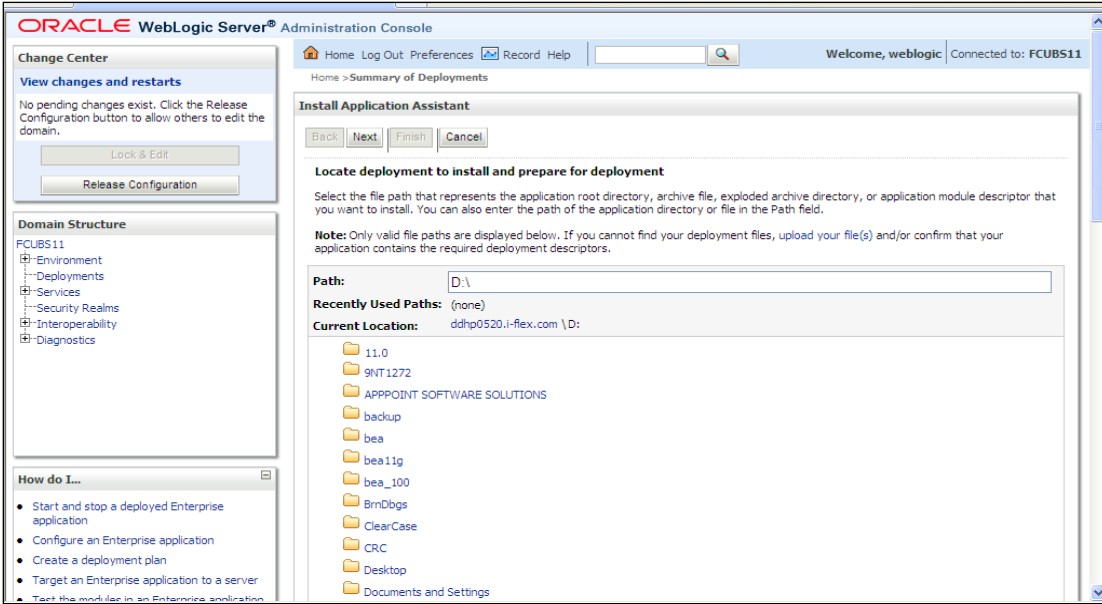 ORACLE WebLogic Server® Administration Console
Change Center
View changes and restarts
No pending changes exist. Click the Release
Configuration button to allow others to edit the
domain.
Lock & Edit
Release Configuration
Domain Structure
FCUBS11
Environment
Deployments
Services
Security Realms
Interoperability
Diagnostics
How do I...
Start and stop a deployed Enterprise
application
Configure an Enterprise application
Create a deployment plan
Target an Enterprise application to a server
Test the modules in an Enterprise application
Home Log Out Preferences Record Help
Welcome, weblogic Connected to: FCUBS11
Home >Summary of Deployments
Install Application Assistant
Back Next Finish Cancel
Locate deployment to install and prepare for deployment
Select the file path that represents the application root directory, archive file, exploded archive directory, or application module descriptor that
you want to install. You can also enter the path of the application directory or file in the Path field.
Note: Only valid file paths are displayed below. If you cannot find your deployment files, upload your file(s) and/or confirm that your
application contains the required deployment descriptors.
Path: D:\
Recently Used Paths: (none)
Current Location: ddhp0520.i-flex.com \D:
11.0
9NT1272
APPPOINT SOFTWARE SOLUTIONS
backup
bea
bea11g
bea_100
BrnDbgs
ClearCase
CRC
Desktop
Documents and Settings